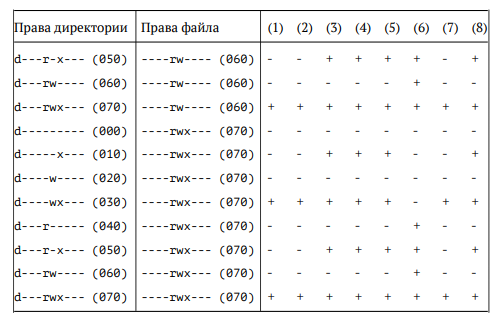 Права директории Права файла (1) (2) (3) (4) (5) (6) (7) (8)
d---r-x--- (050) ----rw---- (060) - - + + + + - +
d---rw---- (060) ----rw---- (060) - - - - - + - -
d---rwx--- (070) ----rw---- (060) + + + + + + + +
d--------- (000) ----rwx--- (070) - - - - - - - -
d-----x--- (010) ----rwx--- (070) - - + + + - - +
d----w---- (020) ----rwx--- (070) - - - - - - - -
d----wx--- (030) ----rwx--- (070) + + + + + - + +
d---r----- (040) ----rwx--- (070) - - - - - + - -
d---r-x--- (050) ----rwx--- (070) - - + + + + - +
d---rw---- (060) ----rwx--- (070) - - - - - + - -
d---rwx--- (070) ----rwx--- (070) + + + + + + + +